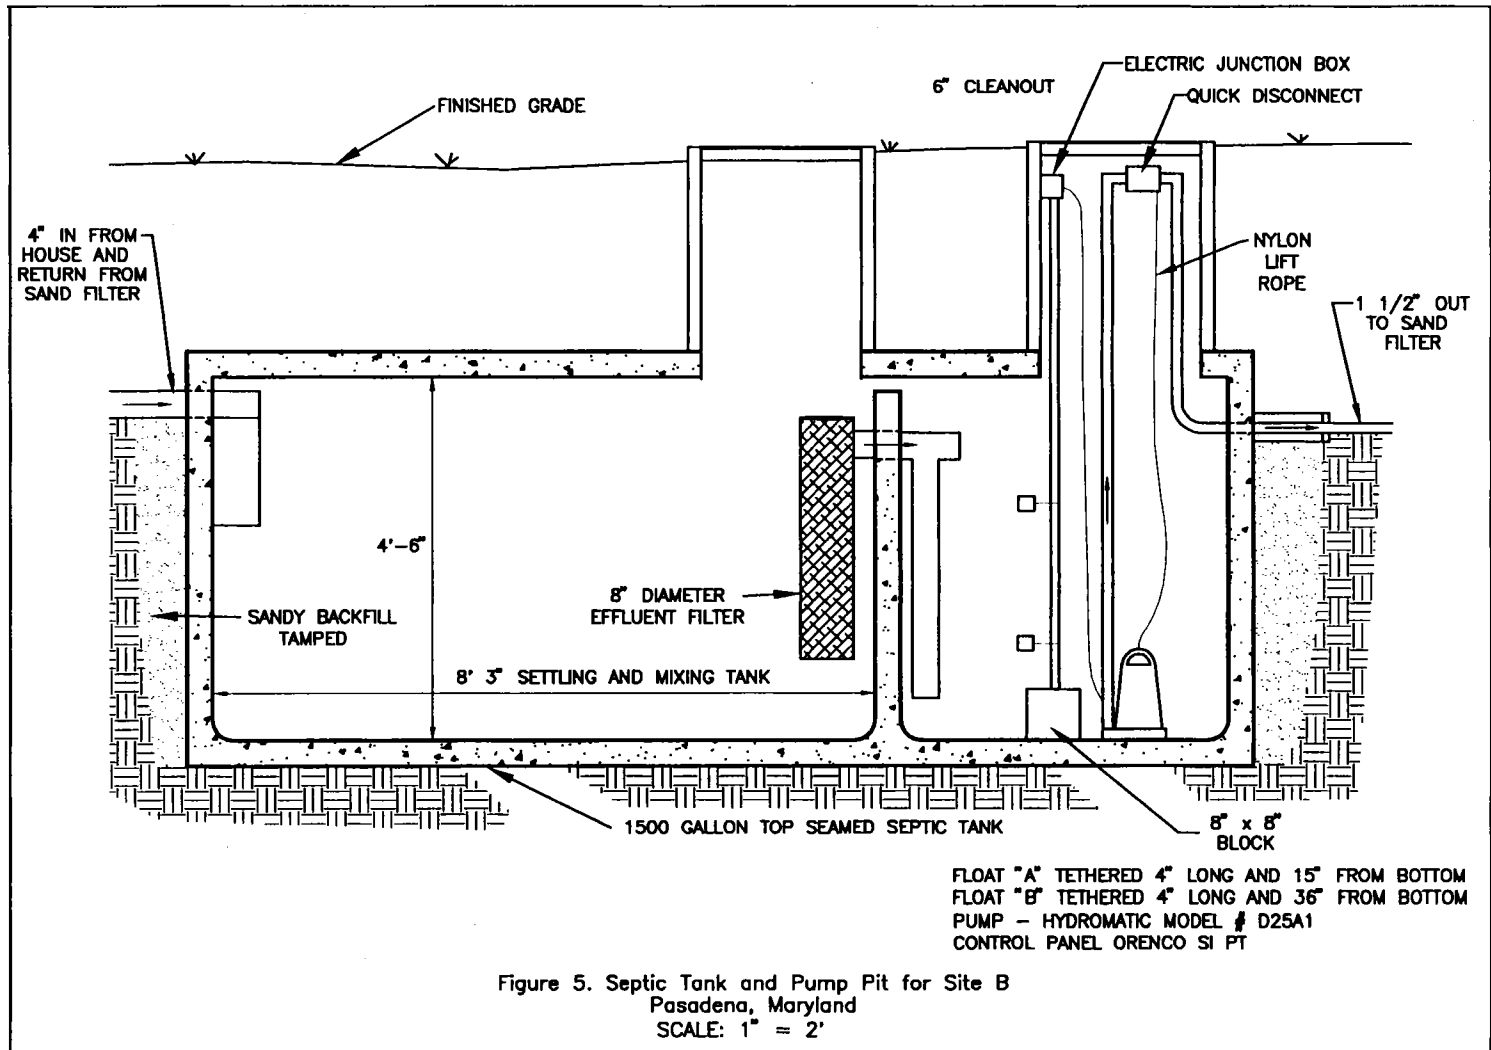 ELECTRIC JUNCTION BOX
6" CLEANOUT
QUICK DISCONNECT
FINISHED GRADE
4" IN FROM
HOUSE AND
RETURN FROM
SAND FILTER
NYLON
LIFT
ROPE
1 1/2" OUT
TO SAND
FILTER
4'-6"
8" DIAMETER
EFFLUENT FILTER
SANDY BACKFILL
TAMPED
8' 3" SETTLING AND MIXING TANK
1500 GALLON TOP SEAMED SEPTIC TANK
8" x 8"
BLOCK
FLOAT "A" TETHERED 4" LONG AND 15" FROM BOTTOM
FLOAT "B" TETHERED 4" LONG AND 36" FROM BOTTOM
PUMP - HYDROMATIC MODEL # D25A1
CONTROL PANEL ORENCO SI PT
Figure 5. Septic Tank and Pump Pit for Site B
Pasadena, Maryland
SCALE: 1" = 2'